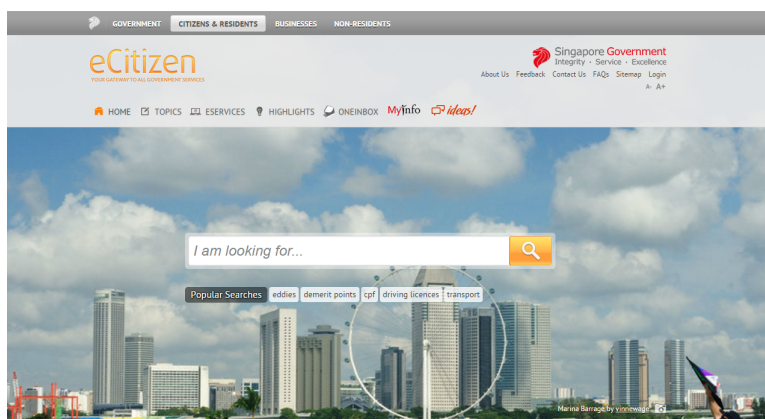 GOVERNMENT CITIZENS & RESIDENTS BUSINESSES NON-RESIDENTS
eCitizen
YOUR GATEWAY TO ALL GOVERNMENT SERVICES
Singapore Government
Integrity · Service · Excellence
About Us Feedback Contact Us FAQs Sitemap Login
A- A+
HOME TOPICS ESERVICES HIGHLIGHTS ONEINBOX MyInfo ideas!
I am looking for...
Popular Searches eddies demerit points cpf driving licences transport
Marina Barrage by vinnewage